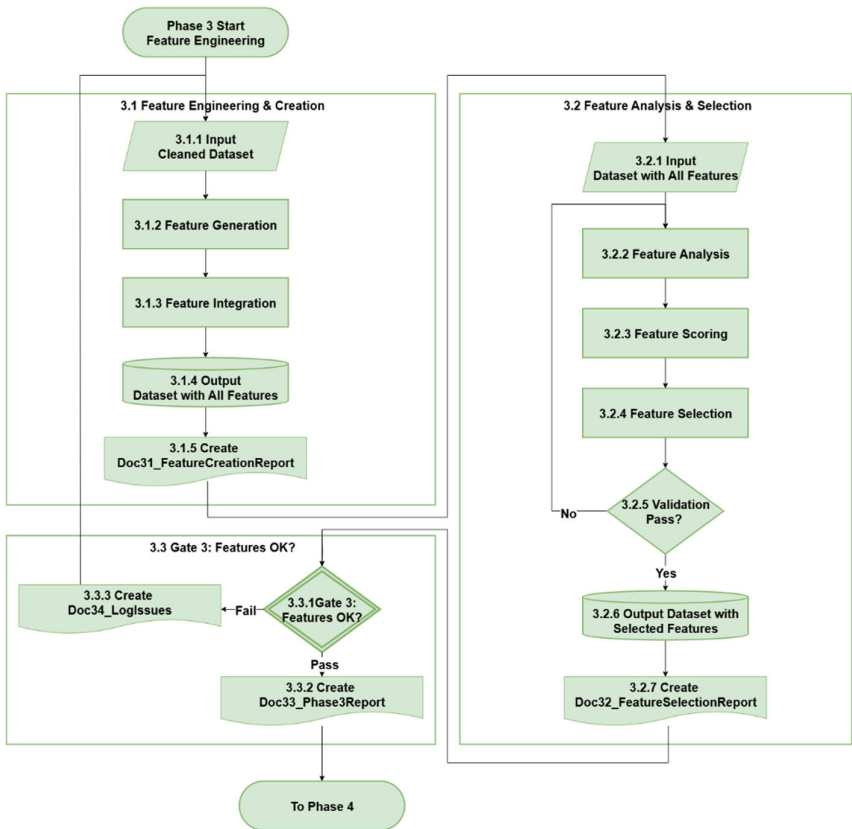 Phase 3 Start
Feature Engineering
3.1 Feature Engineering & Creation
3.1.1 Input
Cleaned Dataset
3.1.2 Feature Generation
3.1.3 Feature Integration
3.1.4 Output
Dataset with All Features
3.1.5 Create
Doc31_FeatureCreationReport
3.2 Feature Analysis & Selection
3.2.1 Input
Dataset with All Features
3.2.2 Feature Analysis
3.2.3 Feature Scoring
3.2.4 Feature Selection
3.2.5 Validation
Pass?
No
Yes
3.2.6 Output Dataset with
Selected Features
3.2.7 Create
Doc32_FeatureSelectionReport
3.3 Gate 3: Features OK?
3.3.1Gate 3:
Features OK?
Fail
3.3.3 Create
Doc34_LogIssues
Pass
3.3.2 Create
Doc33_Phase3Report
To Phase 4